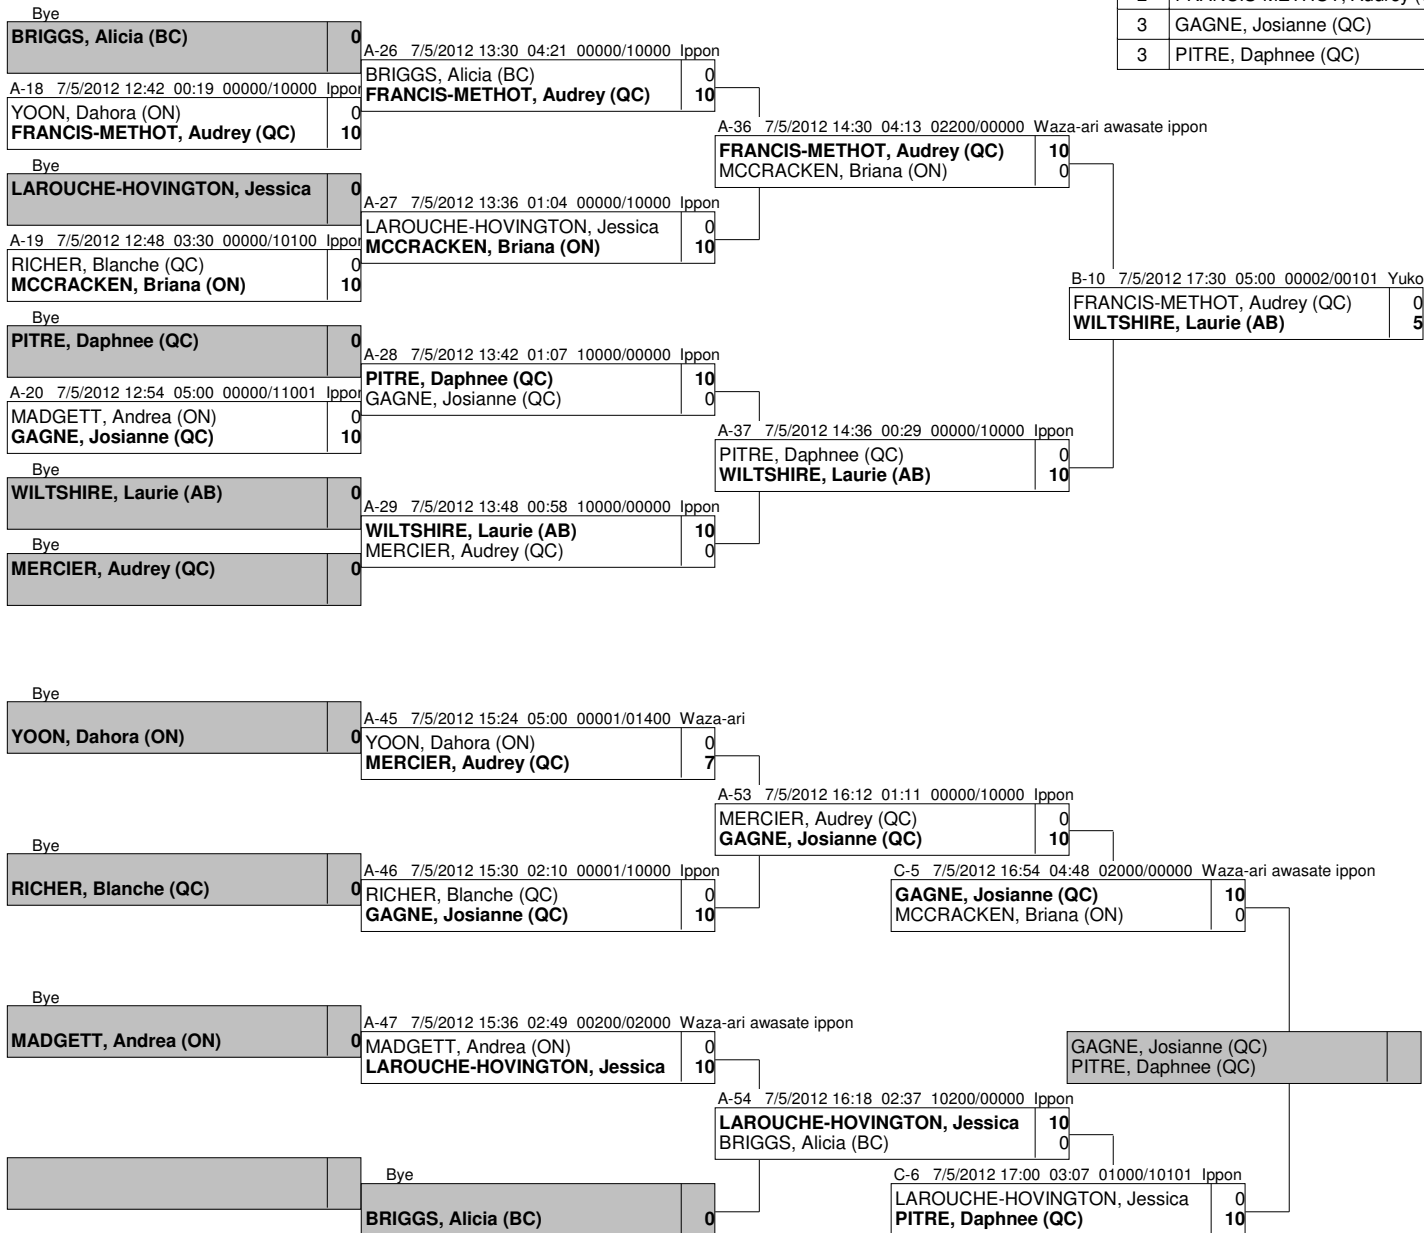 3 GAGNE, Josianne (QC)
3 PITRE, Daphnee (QC)
Bye
BRIGGS, Alicia (BC) 0
A-18 7/5/2012 12:42 00:19 00000/10000 Ippon
YOON, Dahora (ON) 0
FRANCIS-METHOT, Audrey (QC) 10
Bye
LAROUCHE-HOVINGTON, Jessica 0
A-19 7/5/2012 12:48 03:30 00000/10100 Ippon
RICHER, Blanche (QC) 0
MCCRACKEN, Briana (ON) 10
Bye
PITRE, Daphnee (QC) 0
A-20 7/5/2012 12:54 05:00 00000/11001 Ippon
MADGETT, Andrea (ON) 0
GAGNE, Josianne (QC) 10
Bye
WILTSHIRE, Laurie (AB) 0
Bye
MERCIER, Audrey (QC) 0
A-26 7/5/2012 13:30 04:21 00000/10000 Ippon
BRIGGS, Alicia (BC) 0
FRANCIS-METHOT, Audrey (QC) 10
A-27 7/5/2012 13:36 01:04 00000/10000 Ippon
LAROUCHE-HOVINGTON, Jessica 0
MCCRACKEN, Briana (ON) 10
A-28 7/5/2012 13:42 01:07 10000/00000 Ippon
PITRE, Daphnee (QC) 10
GAGNE, Josianne (QC) 0
A-29 7/5/2012 13:48 00:58 10000/00000 Ippon
WILTSHIRE, Laurie (AB) 10
MERCIER, Audrey (QC) 0
A-36 7/5/2012 14:30 04:13 02200/00000 Waza-ari awasate ippon
FRANCIS-METHOT, Audrey (QC) 10
MCCRACKEN, Briana (ON) 0
A-37 7/5/2012 14:36 00:29 00000/10000 Ippon
PITRE, Daphnee (QC) 0
WILTSHIRE, Laurie (AB) 10
B-10 7/5/2012 17:30 05:00 00002/00101 Yuko
FRANCIS-METHOT, Audrey (QC) 0
WILTSHIRE, Laurie (AB) 5
Bye
YOON, Dahora (ON) 0
Bye
RICHER, Blanche (QC) 0
Bye
MADGETT, Andrea (ON) 0
A-45 7/5/2012 15:24 05:00 00001/01400 Waza-ari
YOON, Dahora (ON) 0
MERCIER, Audrey (QC) 7
A-46 7/5/2012 15:30 02:10 00001/10000 Ippon
RICHER, Blanche (QC) 0
GAGNE, Josianne (QC) 10
A-47 7/5/2012 15:36 02:49 00200/02000 Waza-ari awasate ippon
MADGETT, Andrea (ON) 0
LAROUCHE-HOVINGTON, Jessica 10
Bye
BRIGGS, Alicia (BC) 0
A-53 7/5/2012 16:12 01:11 00000/10000 Ippon
MERCIER, Audrey (QC) 0
GAGNE, Josianne (QC) 10
A-54 7/5/2012 16:18 02:37 10200/00000 Ippon
LAROUCHE-HOVINGTON, Jessica 10
BRIGGS, Alicia (BC) 0
C-5 7/5/2012 16:54 04:48 02000/00000 Waza-ari awasate ippon
GAGNE, Josianne (QC) 10
MCCRACKEN, Briana (ON) 0
C-6 7/5/2012 17:00 03:07 01000/10101 Ippon
LAROUCHE-HOVINGTON, Jessica 0
PITRE, Daphnee (QC) 10
GAGNE, Josianne (QC)
PITRE, Daphnee (QC)